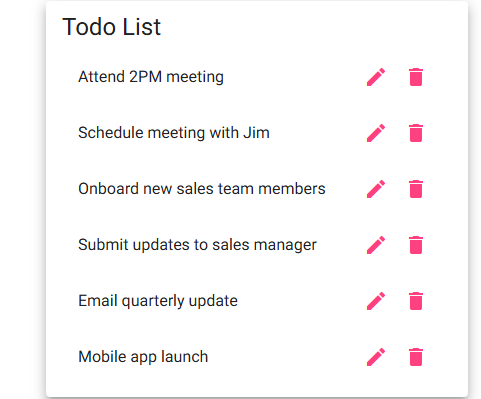 Todo List
Attend 2PM meeting
Schedule meeting with Jim
Onboard new sales team members
Submit updates to sales manager
Email quarterly update
Mobile app launch